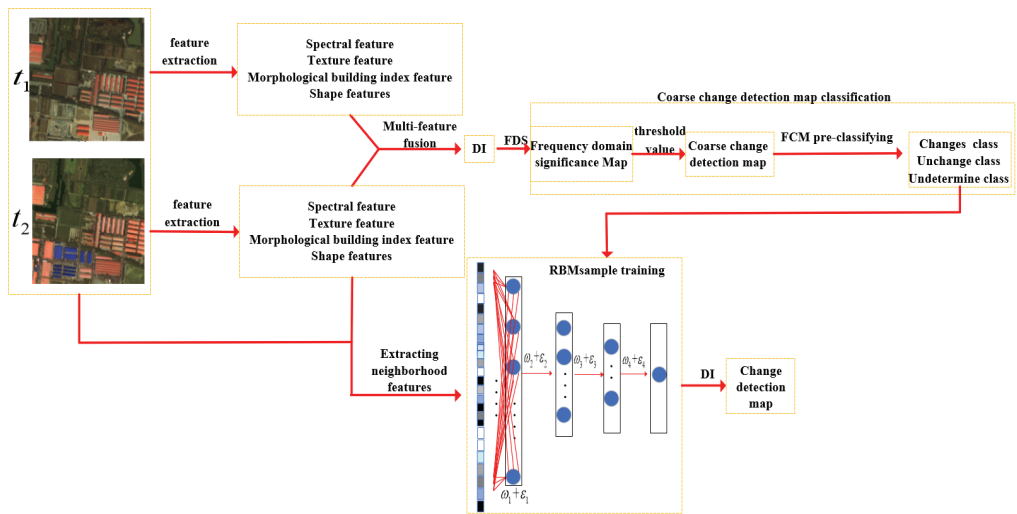 t1
feature
extraction
Spectral feature
Texture feature
Morphological building index feature
Shape features
Multi-feature
fusion
DI
FDS
Coarse change detection map classification
Frequency domain
significance Map
threshold
value
Coarse change
detection map
FCM pre-classifying
Changes class
Unchange class
Undetermine class
t2
feature
extraction
Spectral feature
Texture feature
Morphological building index feature
Shape features
Extracting
neighborhood
features
RBMsample training
ω1+ε1
ω2+ε2
ω3+ε3
ω4+ε4
DI
Change
detection
map